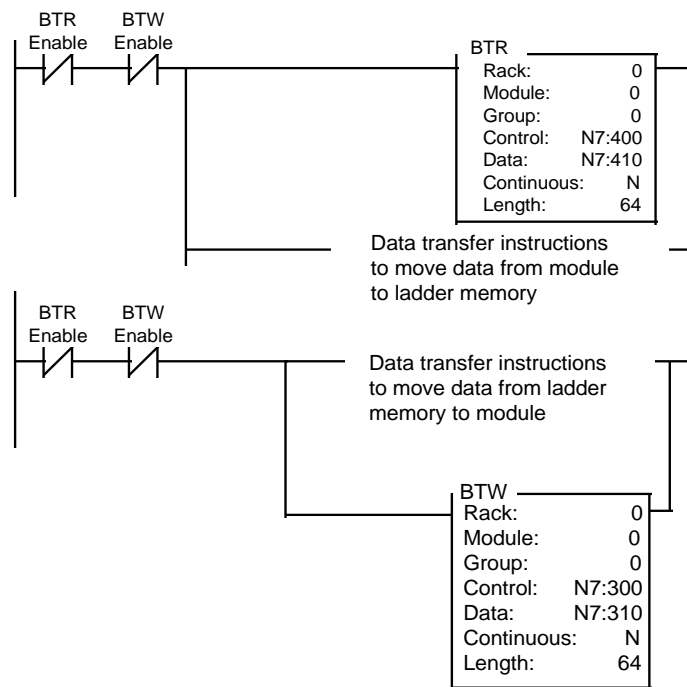 BTR BTW
Enable Enable
BTR
Rack: 0
Module: 0
Group: 0
Control: N7:400
Data: N7:410
Continuous: N
Length: 64
Data transfer instructions
to move data from module
to ladder memory
BTR BTW
Enable Enable
Data transfer instructions
to move data from ladder
memory to module
BTW
Rack: 0
Module: 0
Group: 0
Control: N7:300
Data: N7:310
Continuous: N
Length: 64